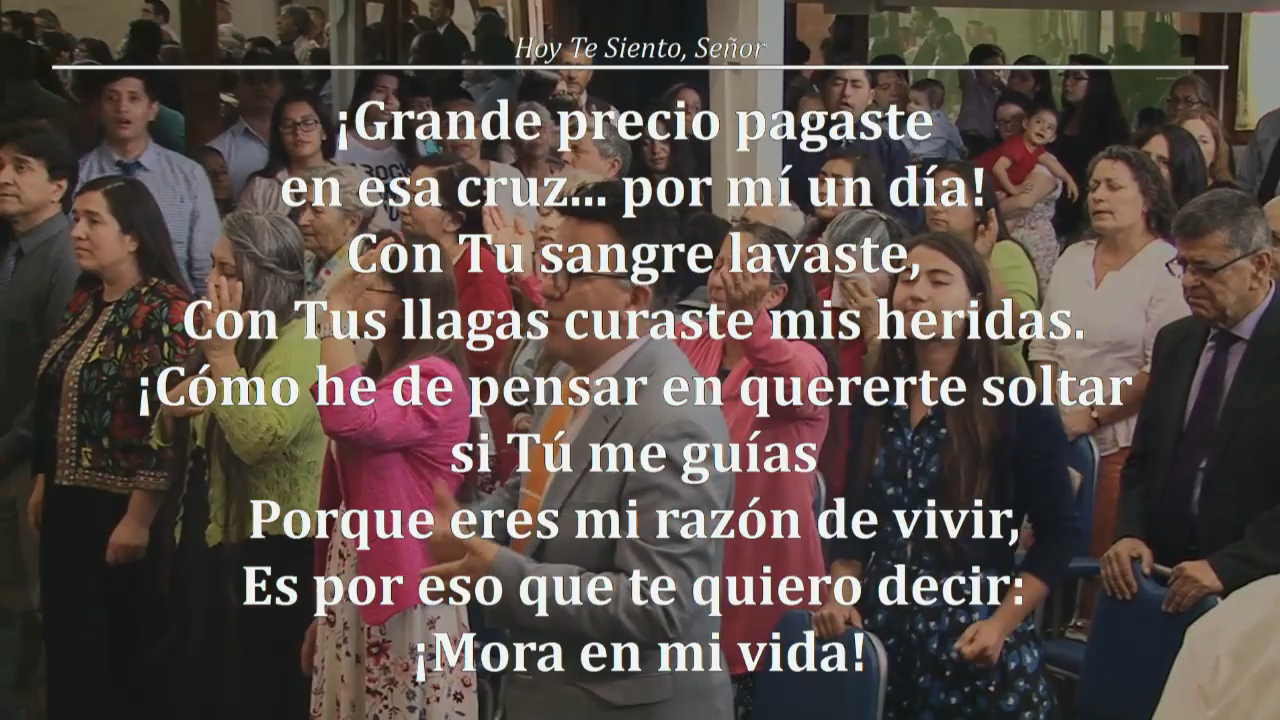 Hoy Te Siento, Señor
¡Grande precio pagaste
en esa cruz... por mí un día!
Con Tu sangre lavaste,
Con Tus llagas curaste mis heridas.
¡Cómo he de pensar en quererte soltar
si Tú me guías
Porque eres mi razón de vivir,
Es por eso que te quiero decir:
¡Mora en mi vida!